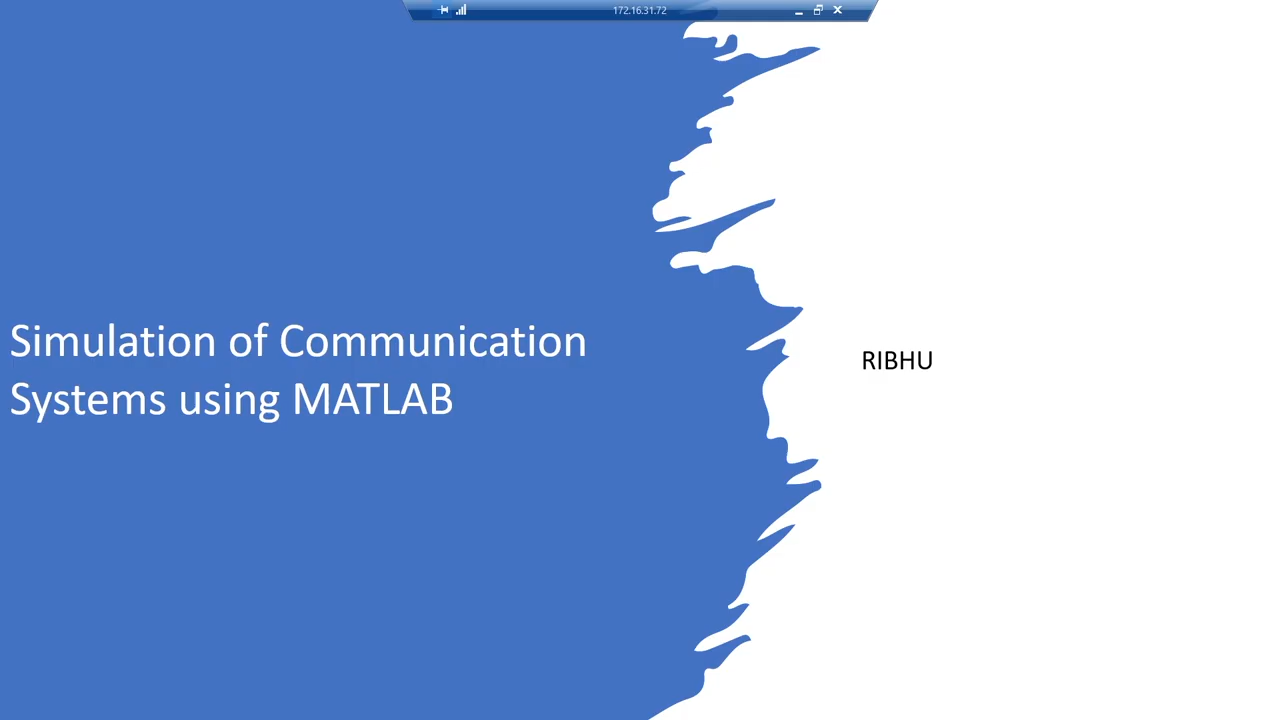 172.16.31.72
Simulation of Communication
Systems using MATLAB
RIBHU